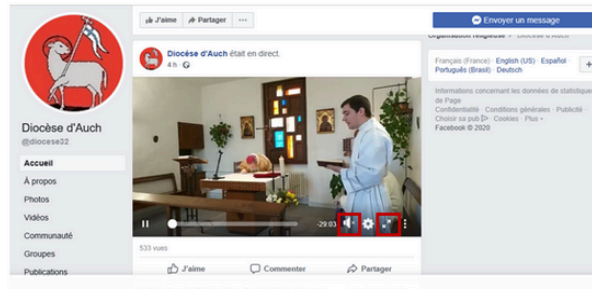 J'aime
Partager
Envoyer un message
Diocèse d'Auch était en direct.
4 h
Français (France) · English (US) · Español ·
Português (Brasil) · Deutsch
Informations concernant les données de statistiques
de Page
Confidentialité · Conditions générales · Publicité ·
Choisir sa pub · Cookies · Plus
Facebook © 2020
Diocèse d'Auch
@diocese32
Accueil
À propos
Photos
Vidéos
Communauté
Groupes
Publications
-29:03
533 vues
J'aime
Commenter
Partager